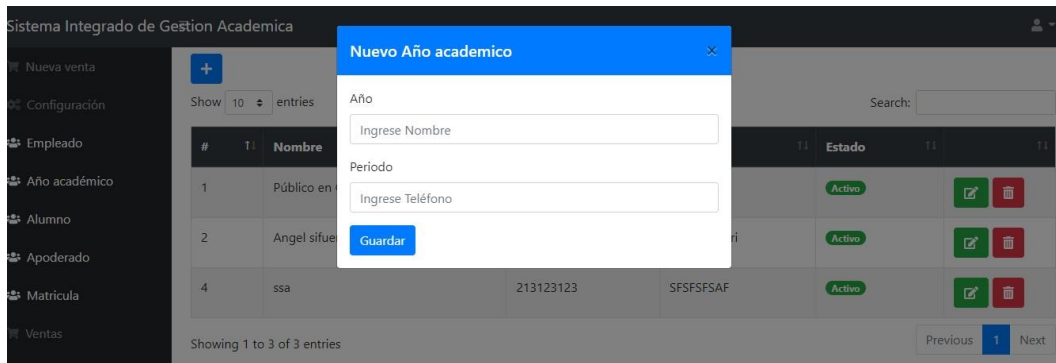 Sistema Integrado de Gestion Academica
Nueva venta
Configuración
Empleado
Año académico
Alumno
Apoderado
Matricula
Ventas
Nuevo Año academico ×
Año
Ingrese Nombre
Periodo
Ingrese Teléfono
Guardar
+
Show 10 entries Search:
# Nombre Estado
1 Público en Activo
2 Angel sifue ri Activo
4 ssa 213123123 SFSFSFSAF Activo
Showing 1 to 3 of 3 entries
Previous 1 Next